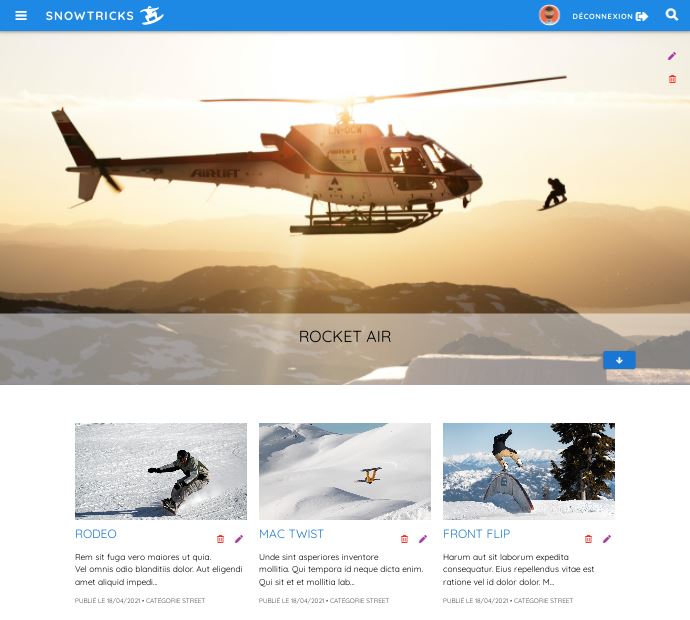 SNOWTRICKS
DÉCONNEXION
LN-OCW
AIRLIFT
ROCKET AIR
RODEO
Rem sit fuga vero maiores ut quia.
Vel omnis odio blanditiis dolor. Aut eligendi
amet aliquid impedi...
PUBLIÉ LE 18/04/2021 • CATÉGORIE STREET
MAC TWIST
Unde sint asperiores inventore
mollitia. Qui tempora id neque dicta enim.
Qui sit et et mollitia lab...
PUBLIÉ LE 18/04/2021 • CATÉGORIE STREET
FRONT FLIP
Harum aut sit laborum expedita
consequatur. Eius repellendus vitae est
ratione vel id dolor dolor. M...
PUBLIÉ LE 18/04/2021 • CATÉGORIE STREET